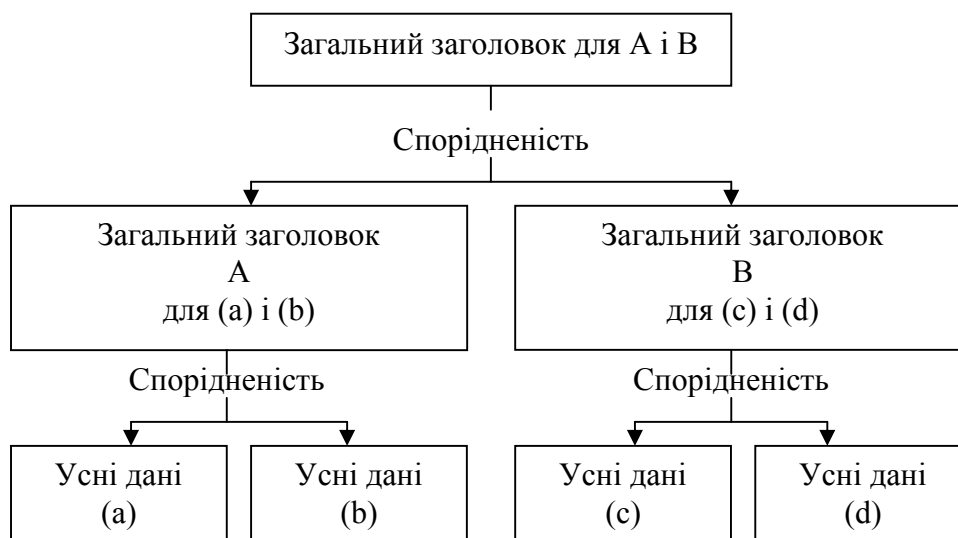 Загальний заголовок для А і В
Спорідненість
Загальний заголовок
А
для (a) і (b)
Загальний заголовок
В
для (c) і (d)
Спорідненість
Спорідненість
Усні дані
(a)
Усні дані
(b)
Усні дані
(c)
Усні дані
(d)